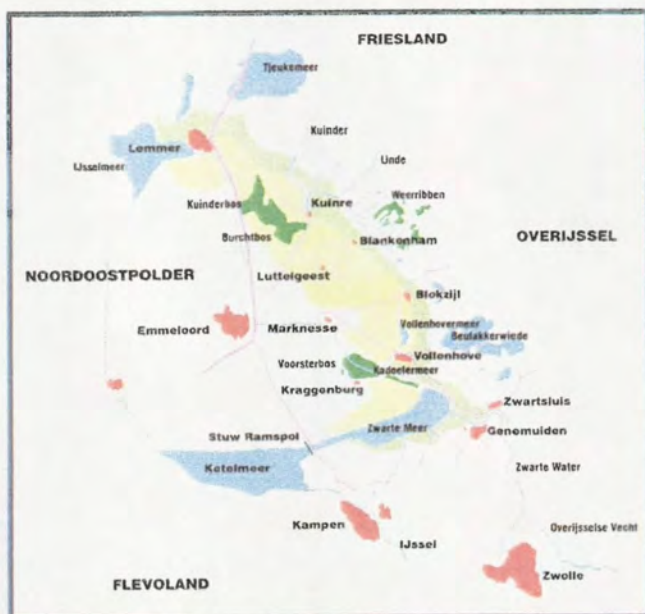 FRIESLAND
Tjeukemeer
Kuinder
Lemmer
IJsselmeer
Linde
Weerribben
Kuinderbos
Kuinre
Burchtbos
Blankenham
OVERIJSSEL
NOORDOOSTPOLDER
Luttelgeest
Blokzijl
Emmeloord
Marknesse
Vollenhovermeer
Beulakkerwiede
Voorsterbos
Vollenhove
Kadoelermeer
Kraggenburg
Zwartsluis
Zwarte Meer
Genemuiden
Stuw Ramspol
Ketelmeer
Zwarte Water
Kampen
Overijsselse Vecht
IJssel
Zwolle
FLEVOLAND